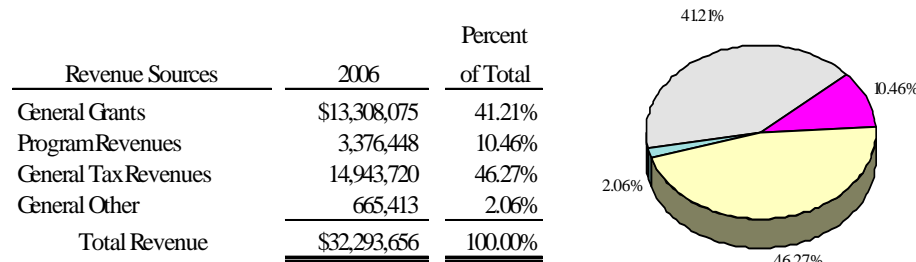 Percent
Revenue Sources 2006 of Total
General Grants $13,308,075 41.21%
Program Revenues 3,376,448 10.46%
General Tax Revenues 14,943,720 46.27%
General Other 665,413 2.06%
Total Revenue $32,293,656 100.00%
41.21%
10.46%
2.06%
46.27%